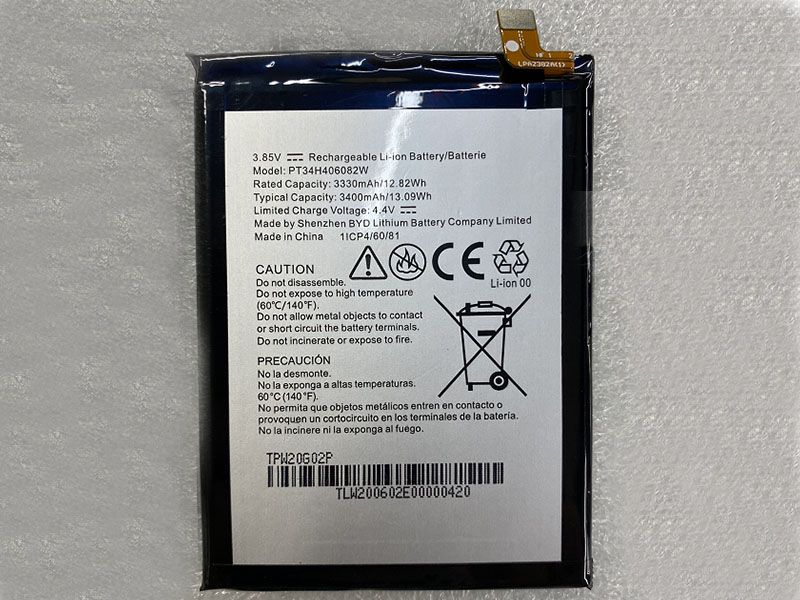 HF 1 2
LPA2382A(1)
3.85V ⎓ Rechargeable Li-ion Battery/Batterie
Model: PT34H406082W
Rated Capacity: 3330mAh/12.82Wh
Typical Capacity: 3400mAh/13.09Wh
Limited Charge Voltage: 4.4V ⎓
Made by Shenzhen BYD Lithium Battery Company Limited
Made in China 1ICP4/60/81
CE
Li-ion 00
CAUTION
Do not disassemble.
Do not expose to high temperature
(60℃/140°F).
Do not allow metal objects to contact
or short circuit the battery terminals.
Do not incinerate or expose to fire.
PRECAUCIÓN
No la desmonte.
No la exponga a altas temperaturas.
60℃ (140°F).
No permita que objetos metálicos entren en contacto o
provoquen un cortocircuito en los terminales de la batería.
No la incinere ni la exponga al fuego.
TPW20G02P
TLW200602E00000420